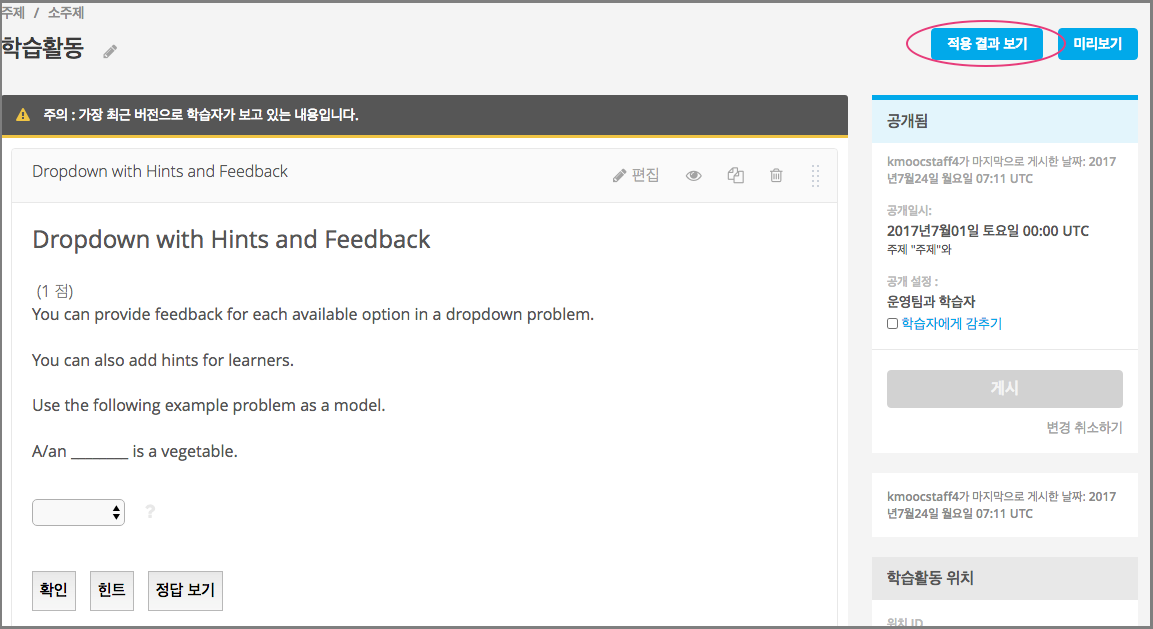 주제 / 소주제
학습활동
적용 결과 보기
미리보기
주의 : 가장 최근 버전으로 학습자가 보고 있는 내용입니다.
Dropdown with Hints and Feedback
편집
Dropdown with Hints and Feedback
(1 점)
You can provide feedback for each available option in a dropdown problem.
You can also add hints for learners.
Use the following example problem as a model.
A/an ________ is a vegetable.
?
확인
힌트
정답 보기
공개됨
kmoocstaff4가 마지막으로 게시한 날짜: 2017
년7월24일 월요일 07:11 UTC
공개일시:
2017년7월01일 토요일 00:00 UTC
주제 "주제"와
공개 설정 :
운영팀과 학습자
학습자에게 감추기
게시
변경 취소하기
kmoocstaff4가 마지막으로 게시한 날짜: 2017
년7월24일 월요일 07:11 UTC
학습활동 위치
위치 ID